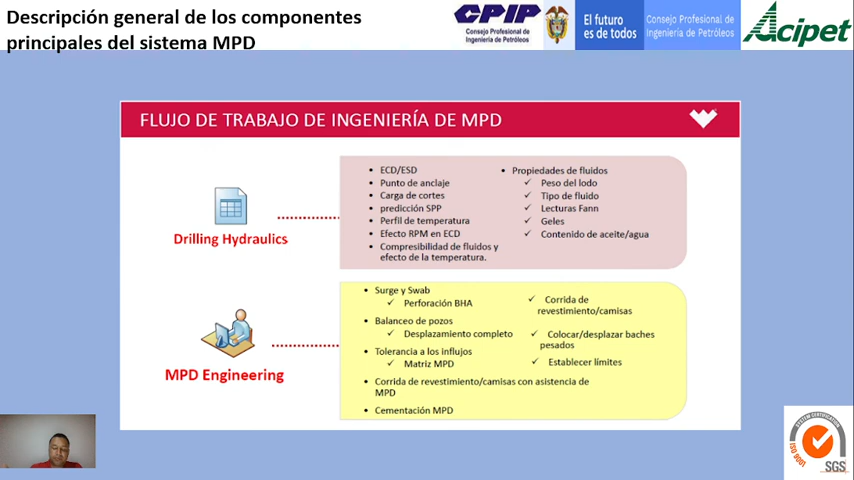 Descripción general de los componentes
principales del sistema MPD
CPIP
Consejo Profesional de
Ingeniería de Petróleos
El futuro
es de todos
Consejo Profesional de
Ingeniería de Petróleos
Acipet
FLUJO DE TRABAJO DE INGENIERÍA DE MPD
Drilling Hydraulics
• ECD/ESD
• Punto de anclaje
• Carga de cortes
• predicción SPP
• Perfil de temperatura
• Efecto RPM en ECD
• Compresibilidad de fluidos y
efecto de la temperatura.
• Propiedades de fluidos
✓ Peso del lodo
✓ Tipo de fluido
✓ Lecturas Fann
✓ Geles
✓ Contenido de aceite/agua
MPD Engineering
• Surge y Swab
✓ Perforación BHA
✓ Corrida de
revestimiento/camisas
• Balanceo de pozos
✓ Desplazamiento completo
✓ Colocar/desplazar baches
pesados
• Tolerancia a los influjos
✓ Matriz MPD
✓ Establecer límites
• Corrida de revestimiento/camisas con asistencia de
MPD
• Cementación MPD
SYSTEM CERTIFICATION
ISO 9001
SGS